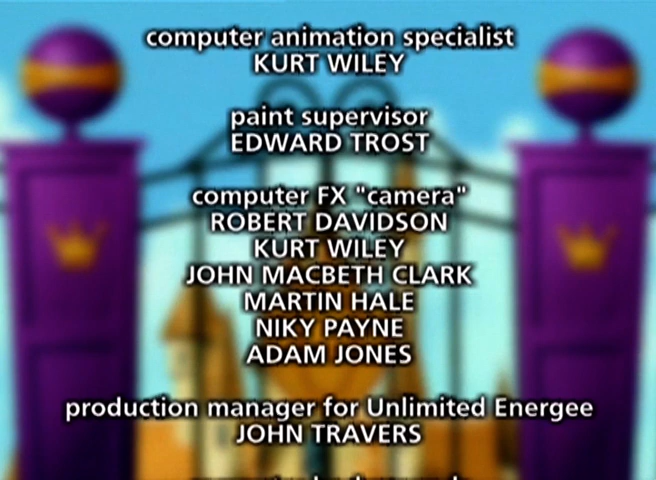 computer animation specialist
KURT WILEY
paint supervisor
EDWARD TROST
computer FX "camera"
ROBERT DAVIDSON
KURT WILEY
JOHN MACBETH CLARK
MARTIN HALE
NIKY PAYNE
ADAM JONES
production manager for Unlimited Energee
JOHN TRAVERS